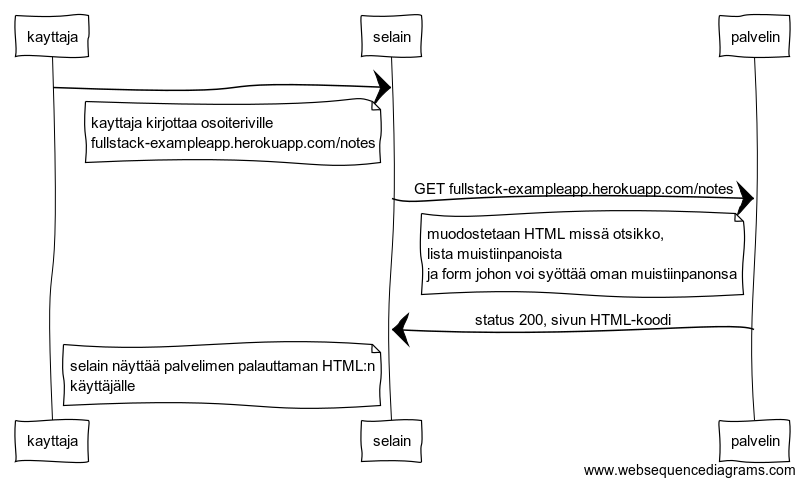 kayttaja
selain
palvelin
kayttaja kirjottaa osoiteriville
fullstack-exampleapp.herokuapp.com/notes
GET fullstack-exampleapp.herokuapp.com/notes
muodostetaan HTML missä otsikko,
lista muistiinpanoista
ja form johon voi syöttää oman muistiinpanonsa
status 200, sivun HTML-koodi
selain näyttää palvelimen palauttaman HTML:n
käyttäjälle
kayttaja
selain
palvelin
www.websequencediagrams.com